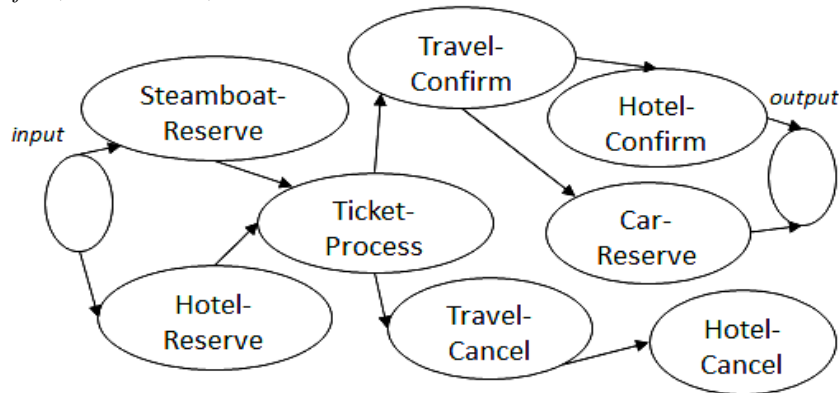 Travel-
Confirm
Steamboat-
Reserve
input
output
Hotel-
Confirm
Ticket-
Process
Car-
Reserve
Hotel-
Reserve
Travel-
Cancel
Hotel-
Cancel